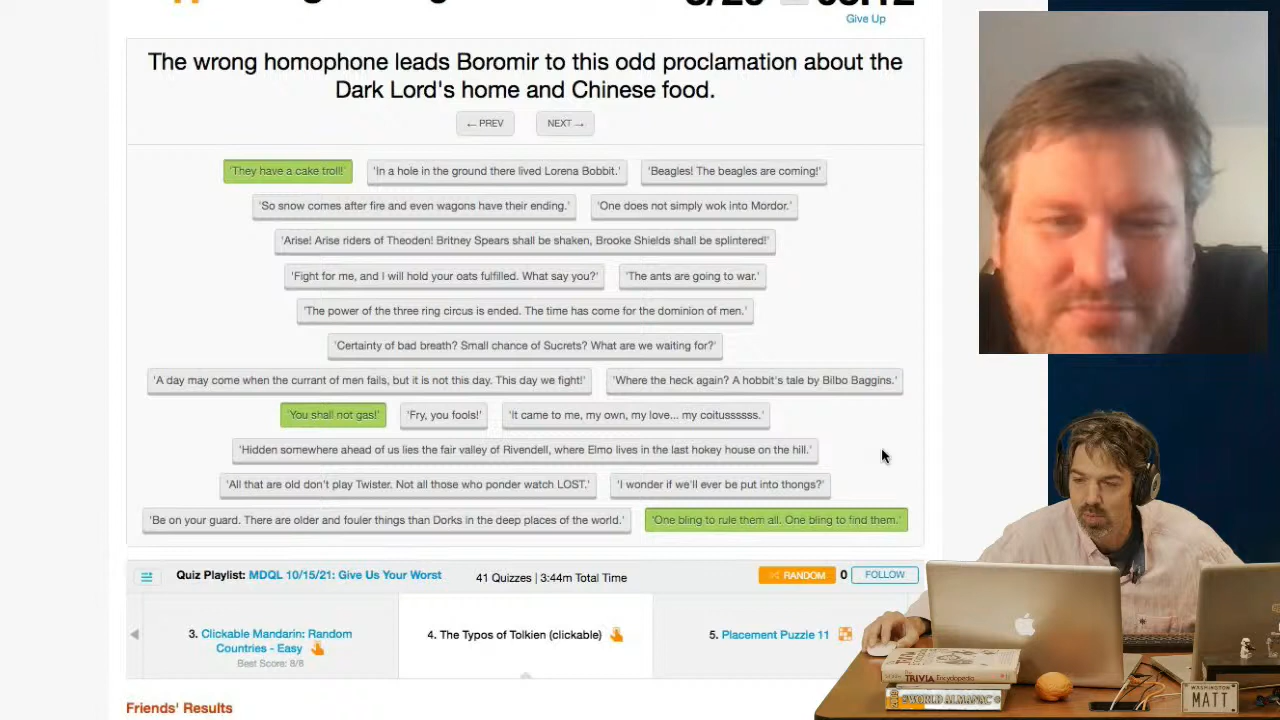 Give Up
The wrong homophone leads Boromir to this odd proclamation about the
Dark Lord's home and Chinese food.
← PREV NEXT →
'They have a cake troll!' 'In a hole in the ground there lived Lorena Bobbit.' 'Beagles! The beagles are coming!'
'So snow comes after fire and even wagons have their ending.' 'One does not simply wok into Mordor.'
'Arise! Arise riders of Theoden! Britney Spears shall be shaken, Brooke Shields shall be splintered!'
'Fight for me, and I will hold your oats fulfilled. What say you?' 'The ants are going to war.'
'The power of the three ring circus is ended. The time has come for the dominion of men.'
'Certainty of bad breath? Small chance of Sucrets? What are we waiting for?'
'A day may come when the currant of men fails, but it is not this day. This day we fight!' 'Where the heck again? A hobbit's tale by Bilbo Baggins.'
'You shall not gas!' 'Fry, you fools!' 'It came to me, my own, my love... my coitussssss.'
'Hidden somewhere ahead of us lies the fair valley of Rivendell, where Elmo lives in the last hokey house on the hill.'
'All that are old don't play Twister. Not all those who ponder watch LOST.' 'I wonder if we'll ever be put into thongs?'
'Be on your guard. There are older and fouler things than Dorks in the deep places of the world.' 'One bling to rule them all. One bling to find them.'
Quiz Playlist: MDQL 10/15/21: Give Us Your Worst 41 Quizzes | 3:44m Total Time RANDOM 0 FOLLOW
3. Clickable Mandarin: Random 4. The Typos of Tolkien (clickable) 5. Placement Puzzle 11
Countries - Easy
Best Score: 8/8
Friends' Results
TRIVIA Encyclopedia
WORLD ALMANAC
WASHINGTON
MATT